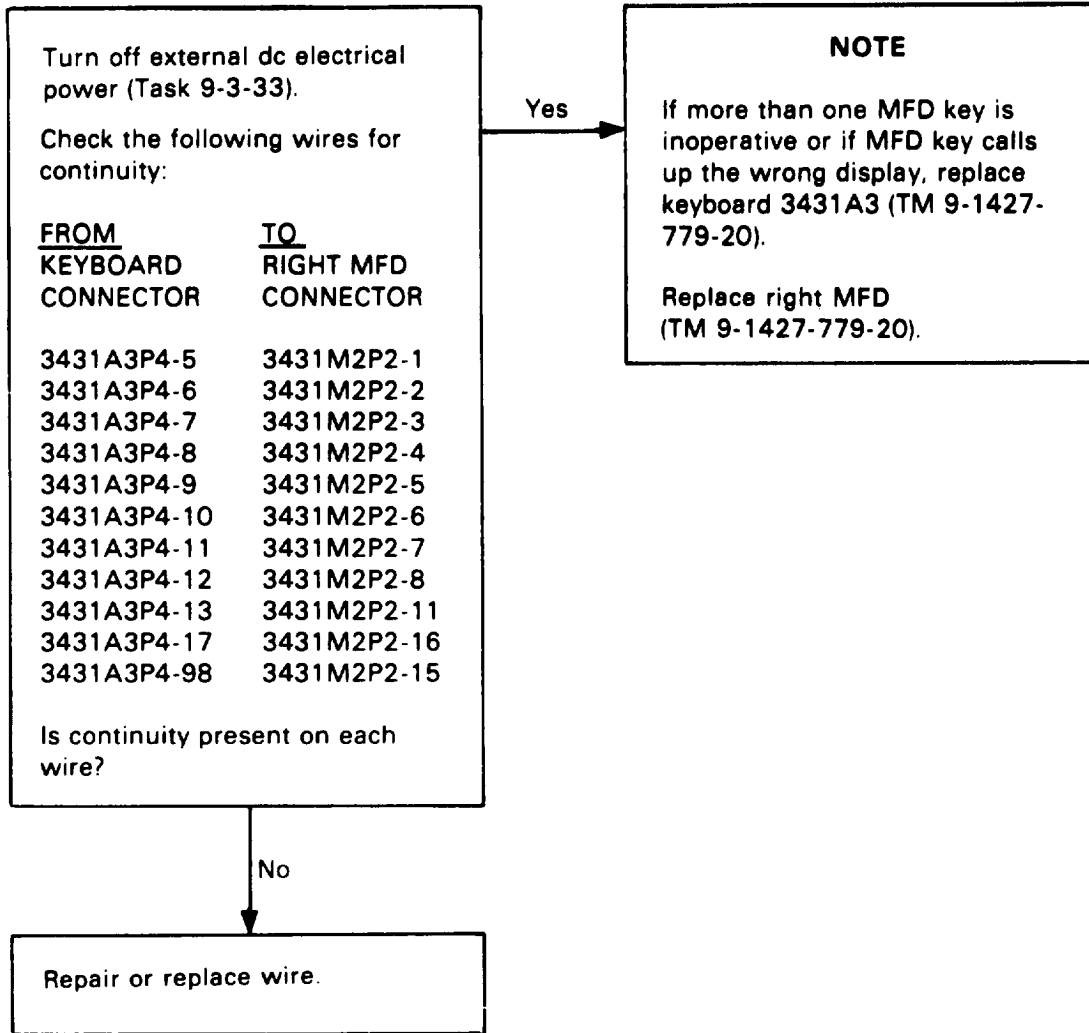 Turn off external dc electrical
power (Task 9-3-33).
Check the following wires for
continuity:
FROM TO
KEYBOARD RIGHT MFD
CONNECTOR CONNECTOR
3431A3P4-5 3431M2P2-1
3431A3P4-6 3431M2P2-2
3431A3P4-7 3431M2P2-3
3431A3P4-8 3431M2P2-4
3431A3P4-9 3431M2P2-5
3431A3P4-10 3431M2P2-6
3431A3P4-11 3431M2P2-7
3431A3P4-12 3431M2P2-8
3431A3P4-13 3431M2P2-11
3431A3P4-17 3431M2P2-16
3431A3P4-98 3431M2P2-15
Is continuity present on each
wire?
Yes
NOTE
If more than one MFD key is
inoperative or if MFD key calls
up the wrong display, replace
keyboard 3431A3 (TM 9-1427-
779-20).
Replace right MFD
(TM 9-1427-779-20).
No
Repair or replace wire.